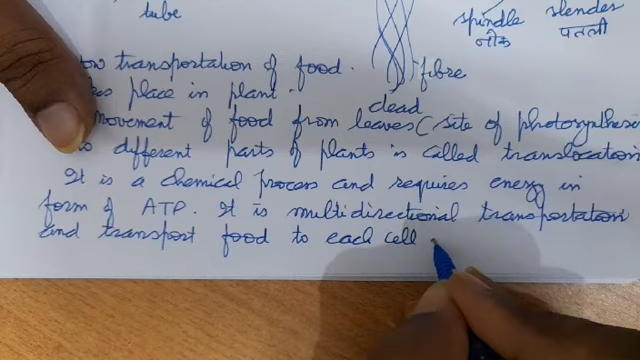 tube
spindle slender
नोक पतली
transportation of food.
fibre
place in plant.
dead
movement of food from leaves (site of photosynthesis
different parts of plants is called translocation
It is a chemical process and requires energy in
form of ATP. It is multidirectional transportation
and transport food to each cell